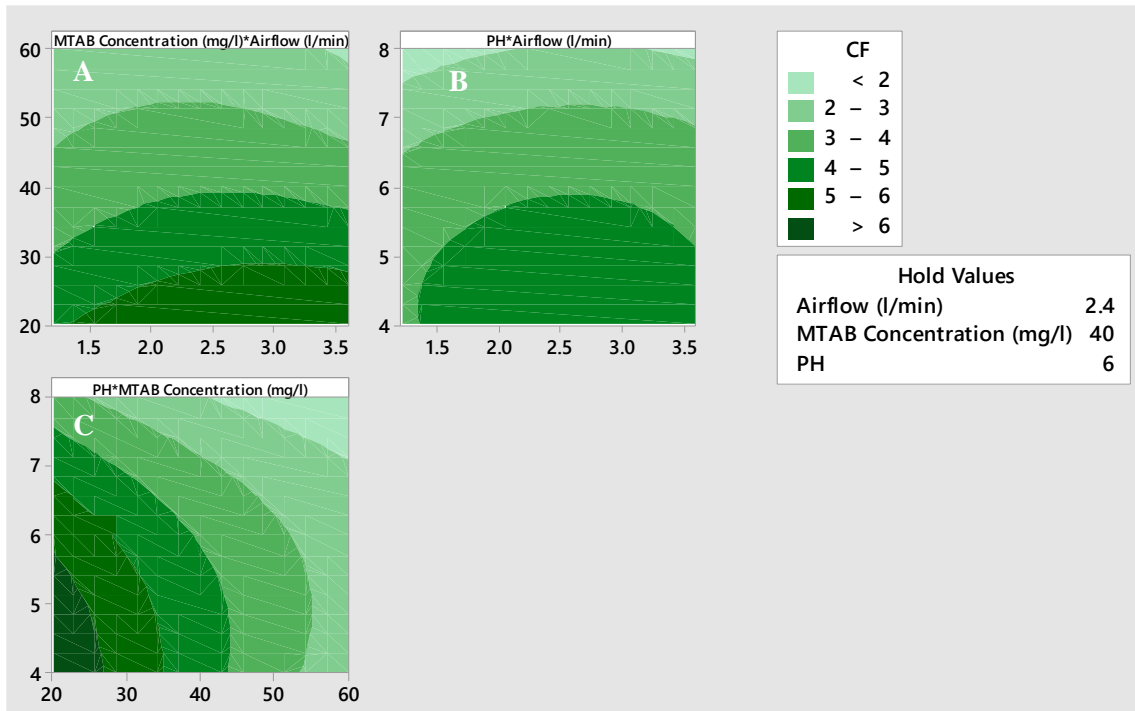 MTAB Concentration (mg/l)*Airflow (l/min)
A
60
50
40
30
20
1.5 2.0 2.5 3.0 3.5
PH*Airflow (l/min)
B
8
7
6
5
4
1.5 2.0 2.5 3.0 3.5
CF
< 2
2 – 3
3 – 4
4 – 5
5 – 6
> 6
Hold Values
Airflow (l/min) 2.4
MTAB Concentration (mg/l) 40
PH 6
PH*MTAB Concentration (mg/l)
C
8
7
6
5
4
20 30 40 50 60